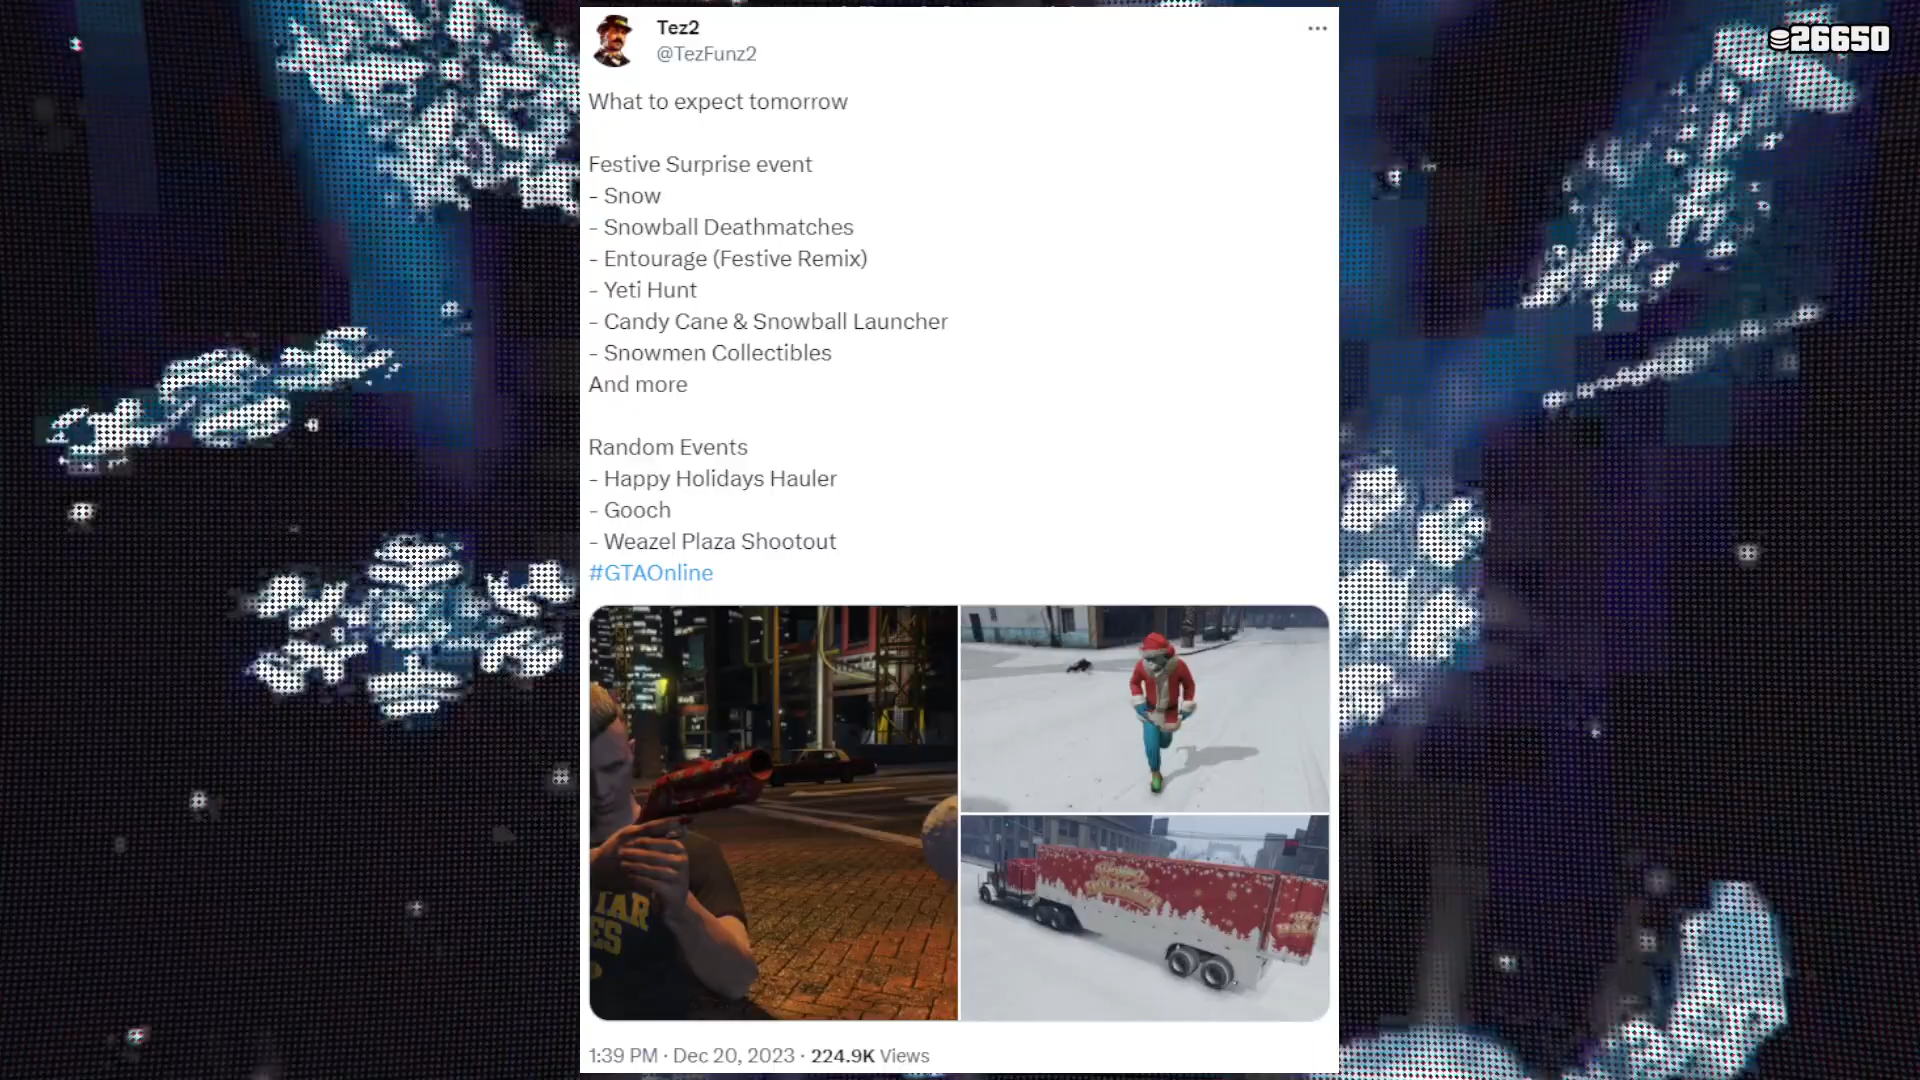 26650
Tez2
@TezFunz2
What to expect tomorrow
Festive Surprise event
- Snow
- Snowball Deathmatches
- Entourage (Festive Remix)
- Yeti Hunt
- Candy Cane & Snowball Launcher
- Snowmen Collectibles
And more
Random Events
- Happy Holidays Hauler
- Gooch
- Weazel Plaza Shootout
#GTAOnline
1:39 PM · Dec 20, 2023 · 224.9K Views